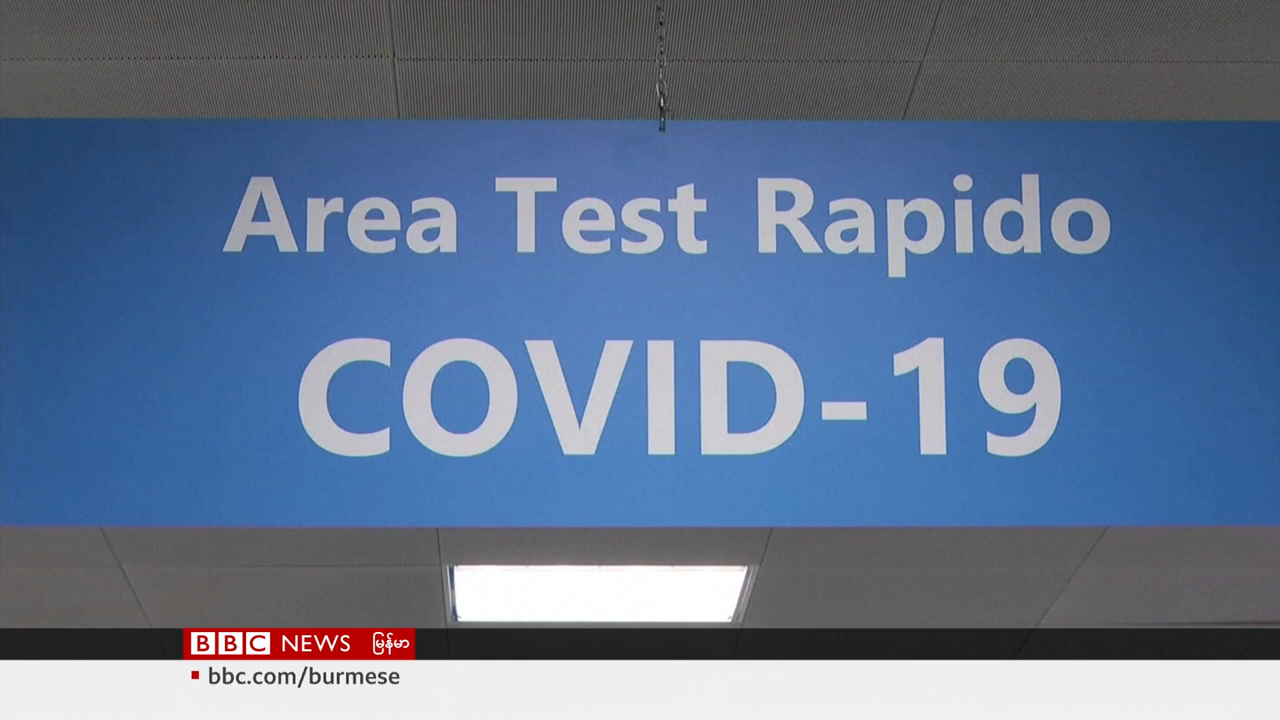 Area Test Rapido
COVID-19
BBC NEWS မြန်မာ
bbc.com/burmese